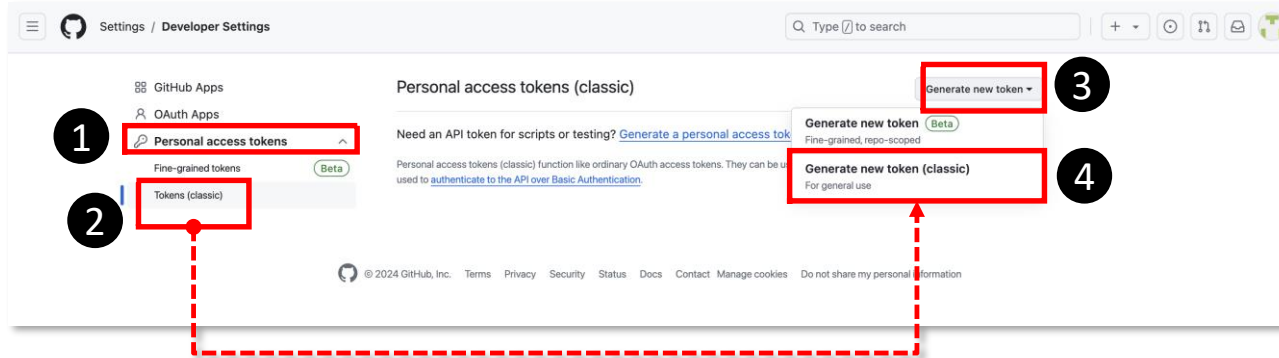 Settings / Developer Settings
Type / to search
GitHub Apps
OAuth Apps
1
Personal access tokens
Fine-grained tokens Beta
2
Tokens (classic)
Personal access tokens (classic)
Generate new token
3
Need an API token for scripts or testing? Generate a personal access tok
Personal access tokens (classic) function like ordinary OAuth access tokens. They can be u
used to authenticate to the API over Basic Authentication.
Generate new token Beta
Fine-grained, repo-scoped
Generate new token (classic)
For general use
4
© 2024 GitHub, Inc. Terms Privacy Security Status Docs Contact Manage cookies Do not share my personal information